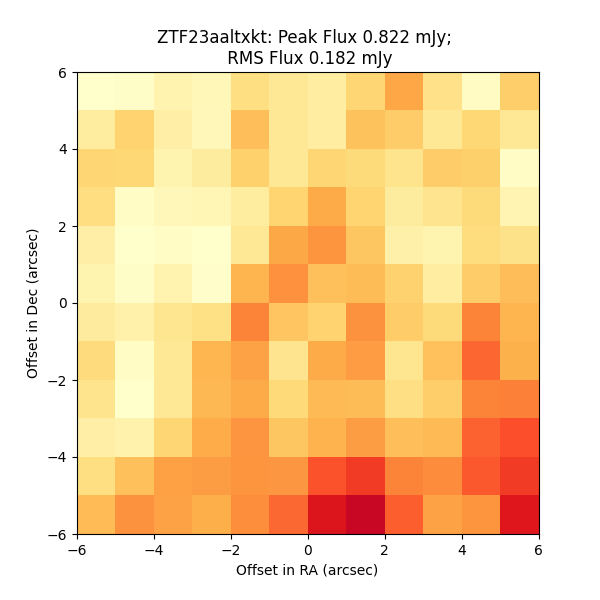 ZTF23aaltxkt: Peak Flux 0.822 mJy;
RMS Flux 0.182 mJy
6
4
2
0
−2
−4
−6
Offset in Dec (arcsec)
−6 −4 −2 0 2 4 6
Offset in RA (arcsec)